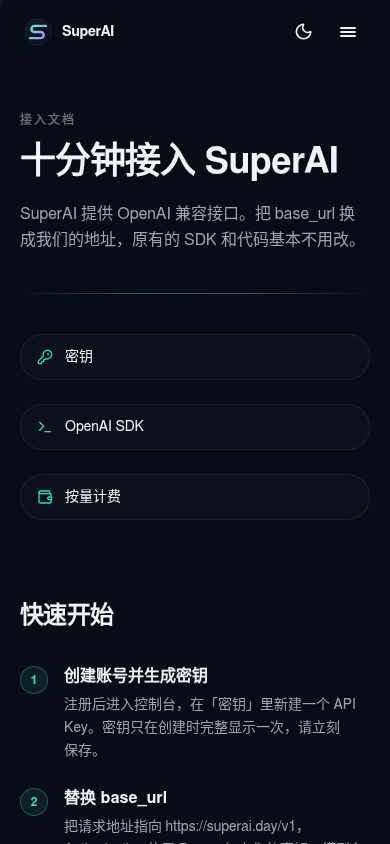 SuperAI
接入文档
十分钟接入 SuperAI
SuperAI 提供 OpenAI 兼容接口。把 base_url 换
成我们的地址，原有的 SDK 和代码基本不用改。
密钥
OpenAI SDK
按量计费
快速开始
1 创建账号并生成密钥
注册后进入控制台，在「密钥」里新建一个 API
Key。密钥只在创建时完整显示一次，请立刻
保存。
2 替换 base_url
把请求地址指向 https://superai.day/v1，